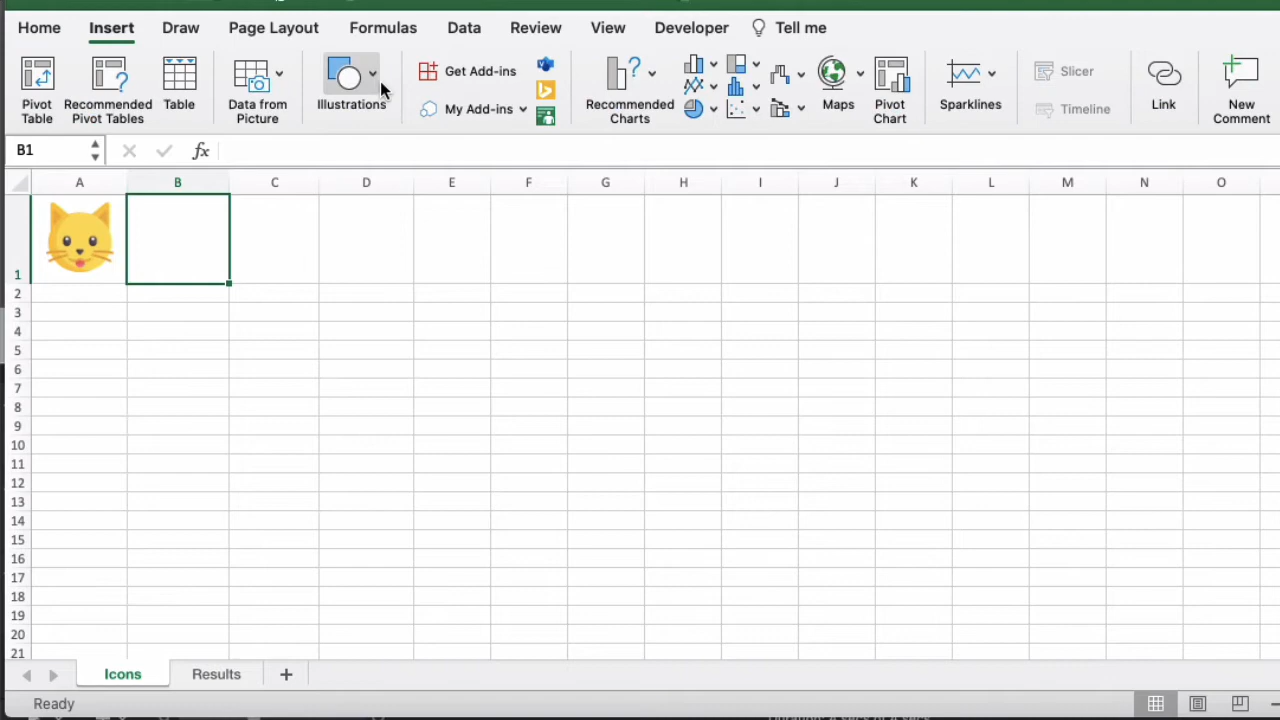 Home Insert Draw Page Layout Formulas Data Review View Developer Tell me
Pivot Table
Recommended Pivot Tables
Table
Data from Picture
Illustrations
Get Add-ins
My Add-ins
Recommended Charts
Maps
Pivot Chart
Sparklines
Slicer
Timeline
Link
New Comment
B1 fx
A B C D E F G H I J K L M N O
1
2
3
4
5
6
7
8
9
10
11
12
13
14
15
16
17
18
19
20
21
Icons Results
Ready